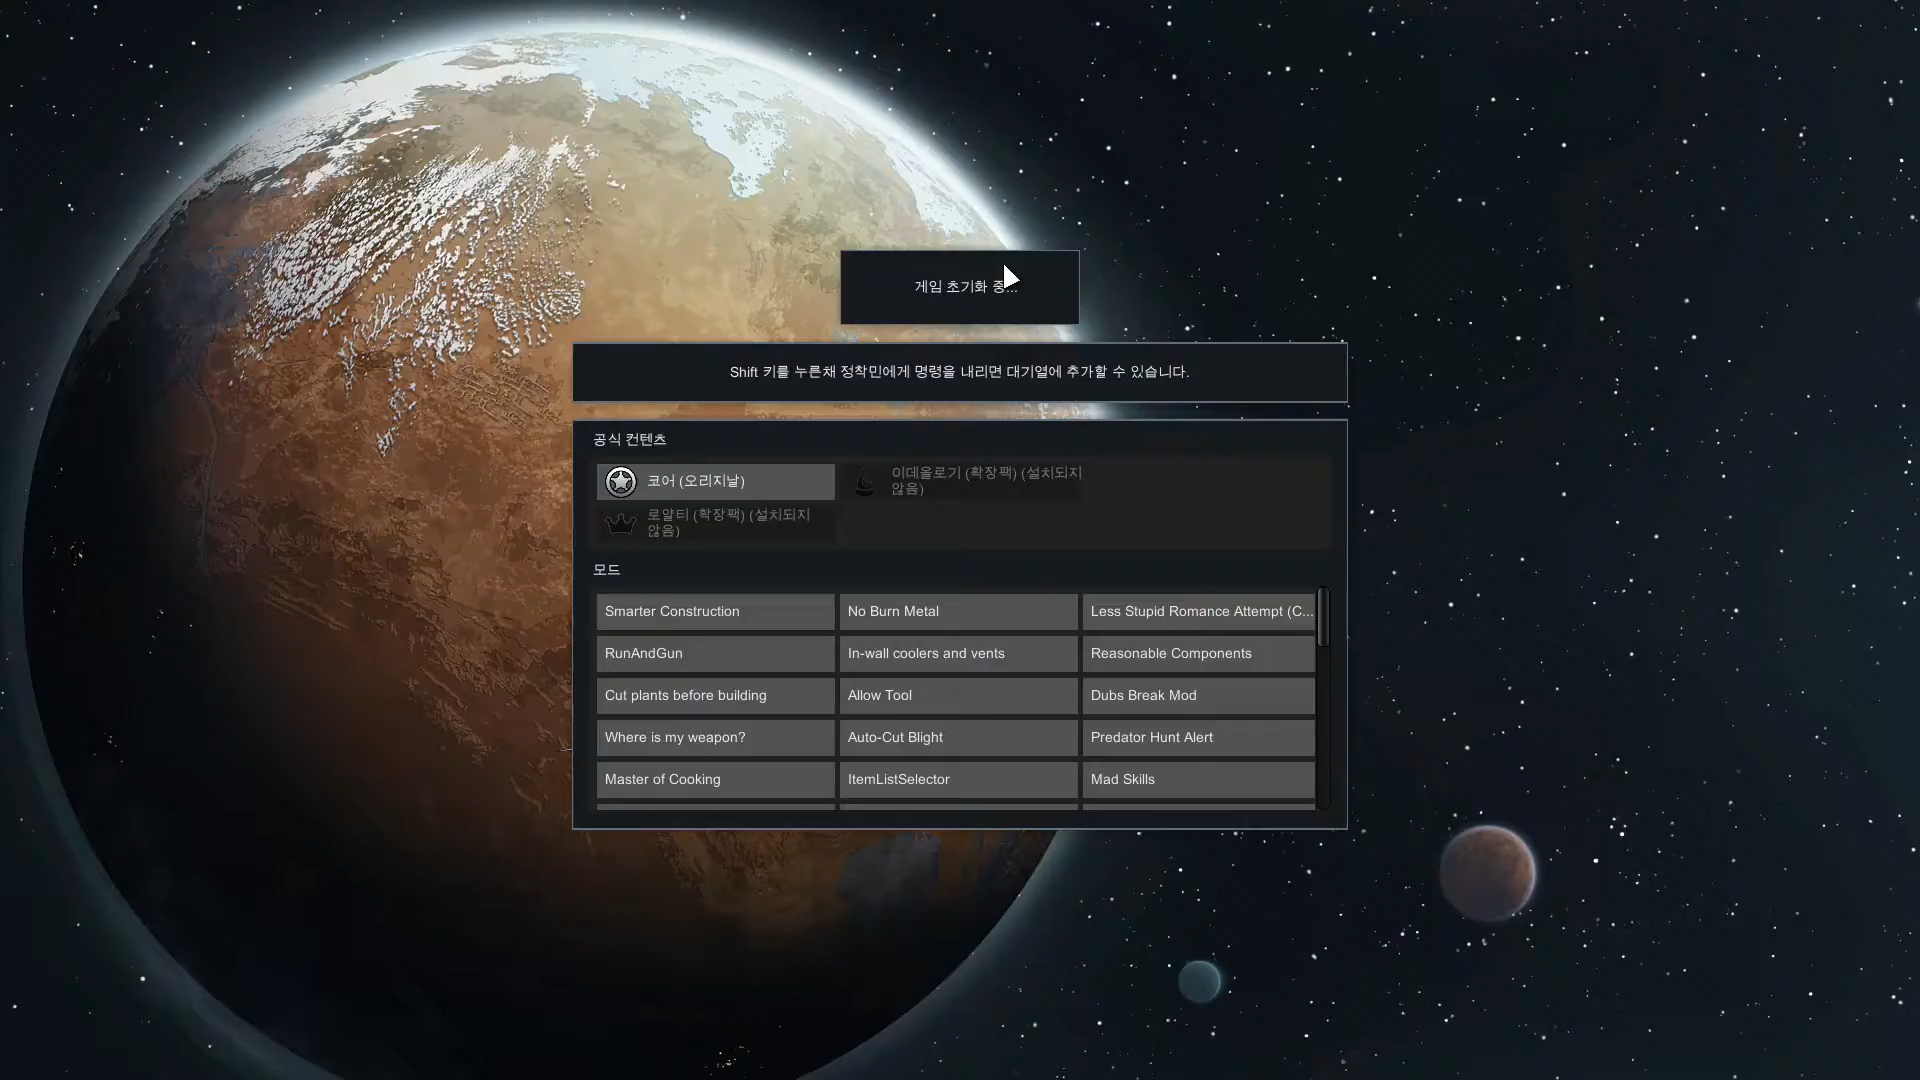 게임 초기화 중...
Shift 키를 누른채 정착민에게 명령을 내리면 대기열에 추가할 수 있습니다.
공식 컨텐츠
코어 (오리지날)
이데올로기 (확장팩) (설치되지
않음)
로얄티 (확장팩) (설치되지
않음)
모드
Smarter Construction
No Burn Metal
Less Stupid Romance Attempt (C...
RunAndGun
In-wall coolers and vents
Reasonable Components
Cut plants before building
Allow Tool
Dubs Break Mod
Where is my weapon?
Auto-Cut Blight
Predator Hunt Alert
Master of Cooking
ItemListSelector
Mad Skills